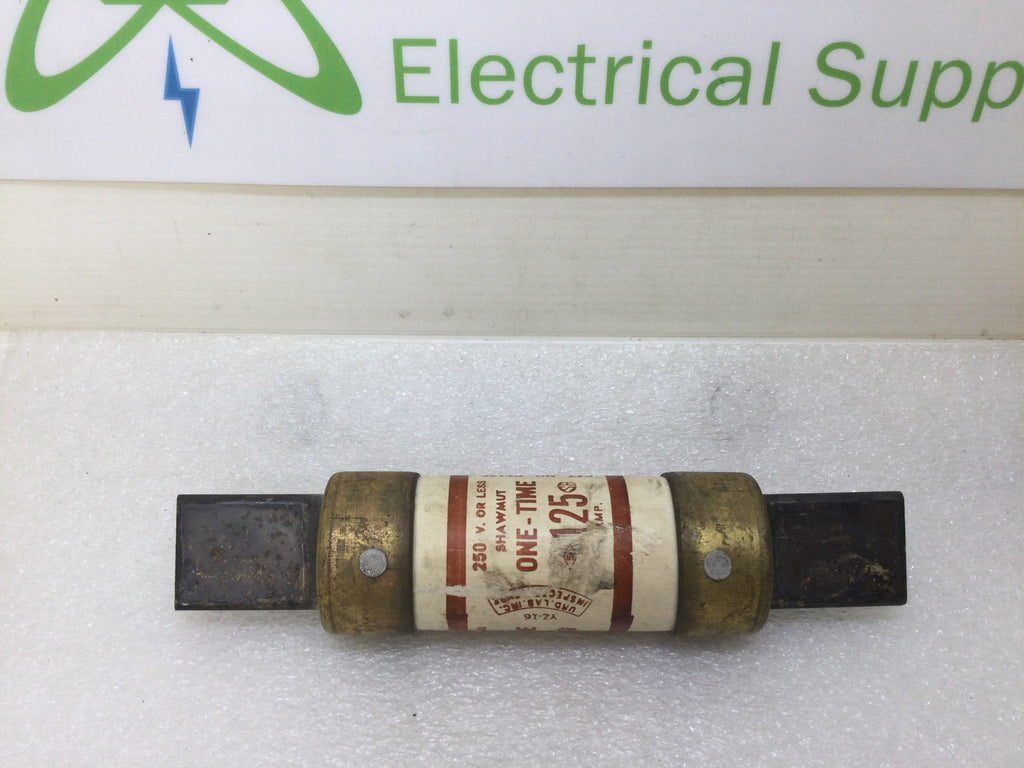 Electrical Supp
250 V. OR LESS
SHAWMUT
ONE-TIME
125
AMP.
UND. LAB. INC.
INSPECTED
YZ-16